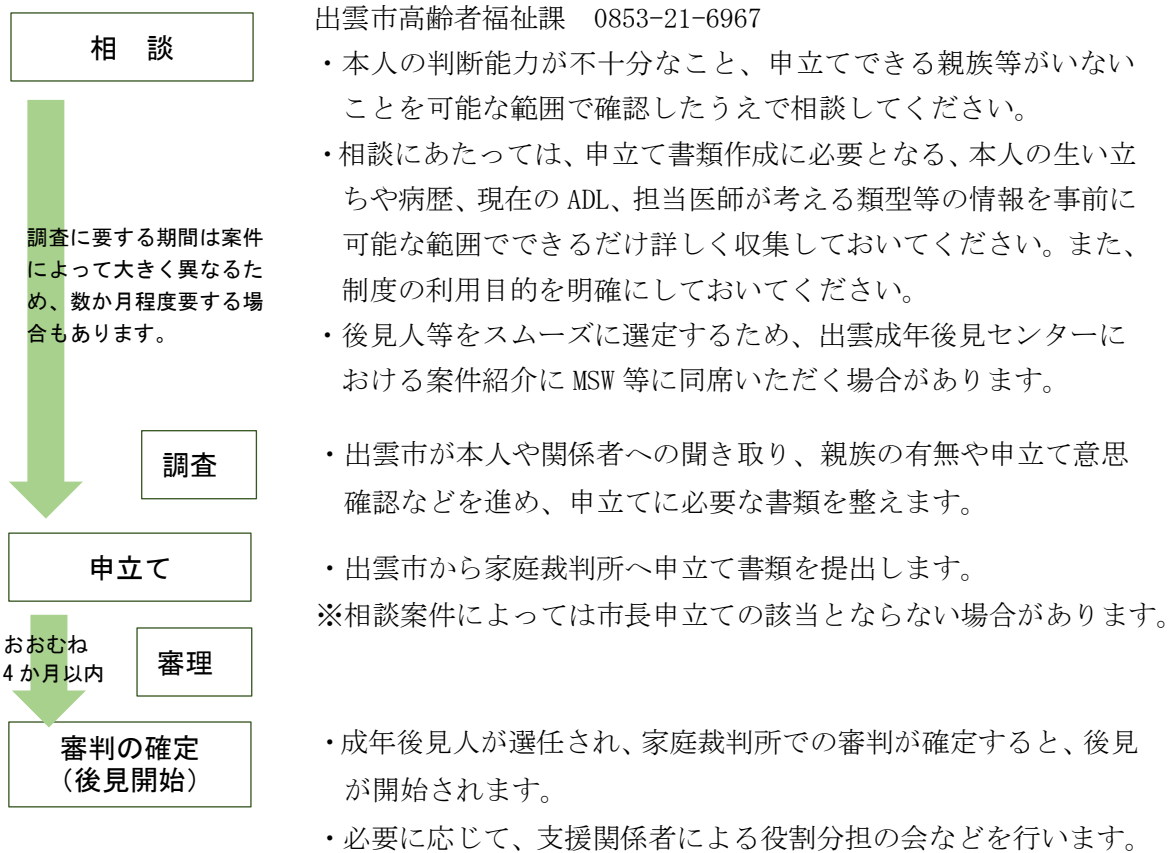 相　談
出雲市高齢者福祉課　0853-21-6967
・本人の判断能力が不十分なこと、申立てできる親族等がいない
ことを可能な範囲で確認したうえで相談してください。
・相談にあたっては、申立て書類作成に必要となる、本人の生い立
ちや病歴、現在の ADL、担当医師が考える類型等の情報を事前に
可能な範囲でできるだけ詳しく収集しておいてください。また、
制度の利用目的を明確にしておいてください。
・後見人等をスムーズに選定するため、出雲成年後見センターに
おける案件紹介に MSW 等に同席いただく場合があります。
調査に要する期間は案件
によって大きく異なるた
め、数か月程度要する場
合もあります。
調査
・出雲市が本人や関係者への聞き取り、親族の有無や申立て意思
確認などを進め、申立てに必要な書類を整えます。
申立て
・出雲市から家庭裁判所へ申立て書類を提出します。
※相談案件によっては市長申立ての該当とならない場合があります。
おおむね
4 か月以内
審理
審判の確定
（後見開始）
・成年後見人が選任され、家庭裁判所での審判が確定すると、後見
が開始されます。
・必要に応じて、支援関係者による役割分担の会などを行います。